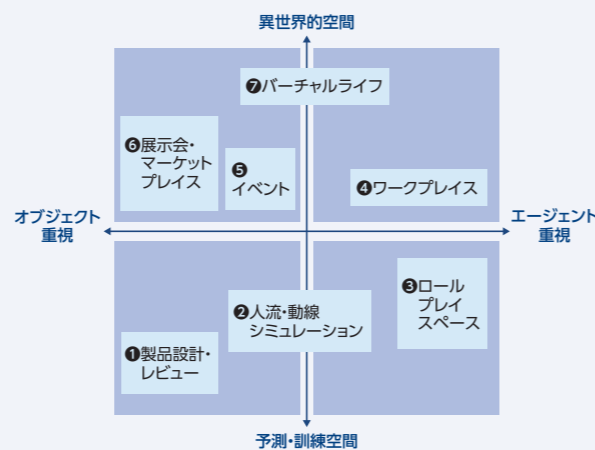 異世界的空間
❼バーチャルライフ
❻展示会・
マーケット
プレイス
❺
イベント
❹ワークプレイス
オブジェクト
重視
エージェント
重視
❸ロール
プレイ
スペース
❷人流・動線
シミュレーション
❶製品設計・
レビュー
予測・訓練空間